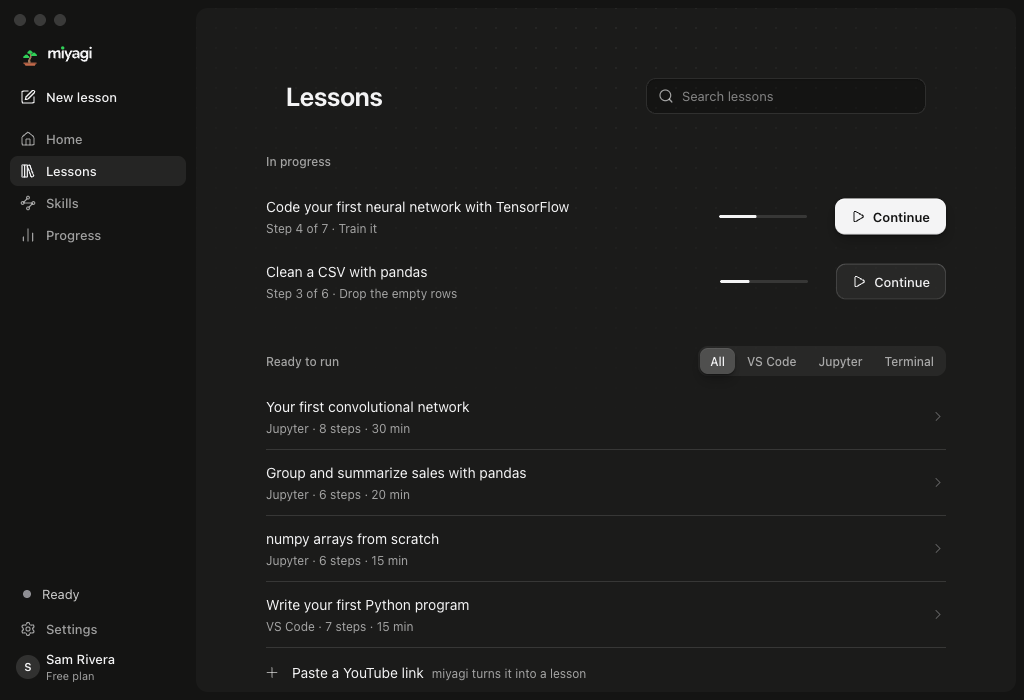 miyagi
New lesson
Home
Lessons
Skills
Progress
Ready
Settings
S
Sam Rivera
Free plan
Lessons
Search lessons
In progress
Code your first neural network with TensorFlow
Step 4 of 7 · Train it
Continue
Clean a CSV with pandas
Step 3 of 6 · Drop the empty rows
Continue
Ready to run
All VS Code Jupyter Terminal
Your first convolutional network
Jupyter · 8 steps · 30 min
Group and summarize sales with pandas
Jupyter · 6 steps · 20 min
numpy arrays from scratch
Jupyter · 6 steps · 15 min
Write your first Python program
VS Code · 7 steps · 15 min
Paste a YouTube link miyagi turns it into a lesson